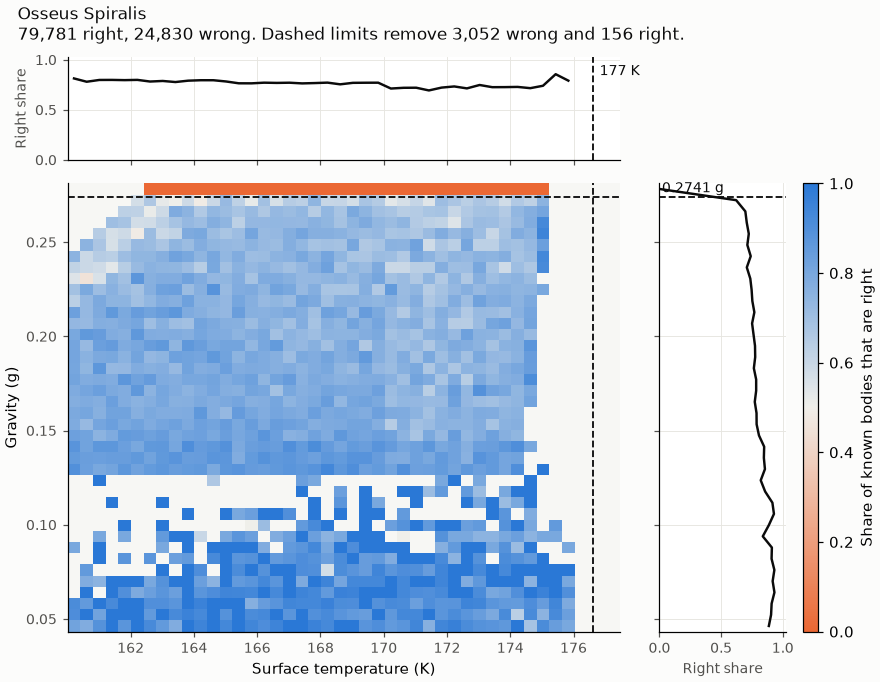 Osseus Spiralis
79,781 right, 24,830 wrong. Dashed limits remove 3,052 wrong and 156 right.
1.0
0.5
0.0
Right share
177 K
0.2741 g
0.25
0.20
0.15
0.10
0.05
Gravity (g)
162
164
166
168
170
172
174
176
Surface temperature (K)
0.0
0.5
1.0
Right share
1.0
0.8
0.6
0.4
0.2
0.0
Share of known bodies that are right